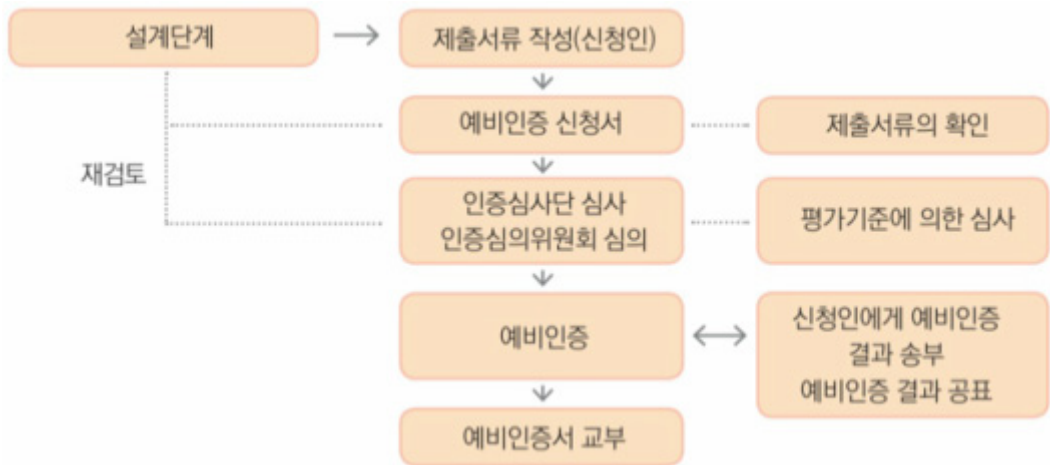 설계단계
제출서류 작성(신청인)
예비인증 신청서
제출서류의 확인
재검토
인증심사단 심사
인증심의위원회 심의
평가기준에 의한 심사
예비인증
신청인에게 예비인증
결과 송부
예비인증 결과 공표
예비인증서 교부